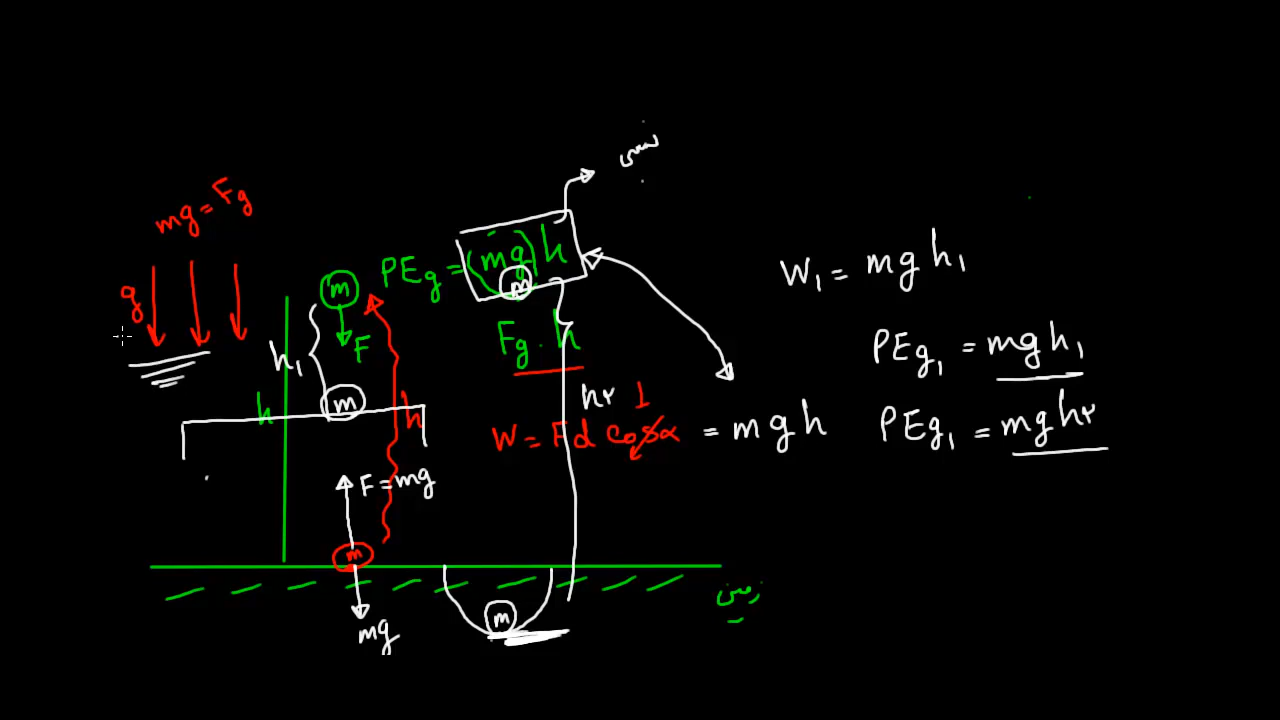 mg = Fg
g
m
F
PEg = (mg) h
m
Fg . h
h₁
h
m
h
h۲ 1
W = Fd cosα = mgh
F = mg
m
mg
m
زمین
W₁ = mgh₁
PEg₁ = mgh₁
PEg₁ = mgh۲